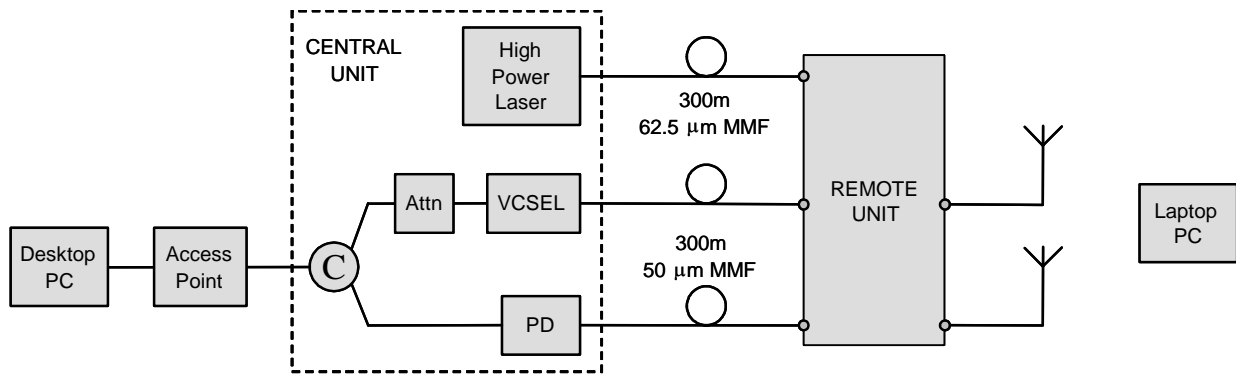 CENTRAL
UNIT
High
Power
Laser
300m
62.5 μm MMF
Attn
VCSEL
REMOTE
UNIT
Laptop
PC
Desktop
PC
Access
Point
C
300m
50 μm MMF
PD